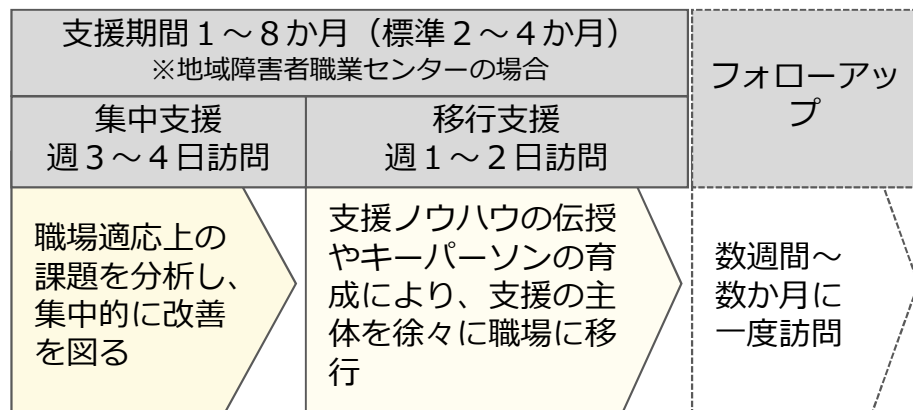 支援期間１～８か月（標準２～４か月）
※地域障害者職業センターの場合
フォローアッ
プ
集中支援
週３～４日訪問
移行支援
週１～２日訪問
職場適応上の
課題を分析し、
集中的に改善
を図る
支援ノウハウの伝授
やキーパーソンの育
成により、支援の主
体を徐々に職場に移
行
数週間～
数か月に
一度訪問